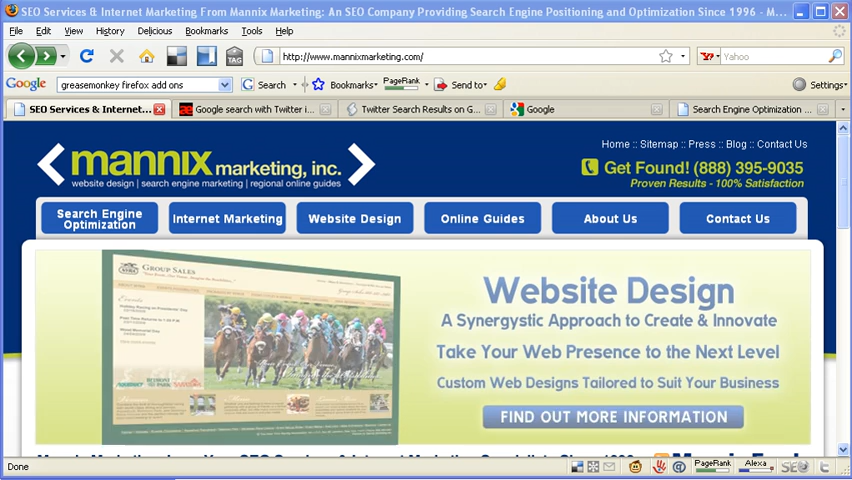 SEO Services & Internet Marketing From Mannix Marketing: An SEO Company Providing Search Engine Positioning and Optimization Since 1996 - M...
File Edit View History Delicious Bookmarks Tools Help
TAG http://www.mannixmarketing.com/ Yahoo
Google greasemonkey firefox add ons Search Bookmarks PageRank Send to Settings
SEO Services & Internet... Google search with Twitter i... Twitter Search Results on G... Google Search Engine Optimization ...
Home :: Sitemap :: Press :: Blog :: Contact Us
mannix marketing, inc.
website design | search engine marketing | regional online guides
Get Found! (888) 395-9035
Proven Results - 100% Satisfaction
Search Engine Optimization
Internet Marketing
Website Design
Online Guides
About Us
Contact Us
GROUP SALES
Events
Website Design
A Synergystic Approach to Create & Innovate
Take Your Web Presence to the Next Level
Custom Web Designs Tailored to Suit Your Business
FIND OUT MORE INFORMATION
Done PageRank Alexa SEO